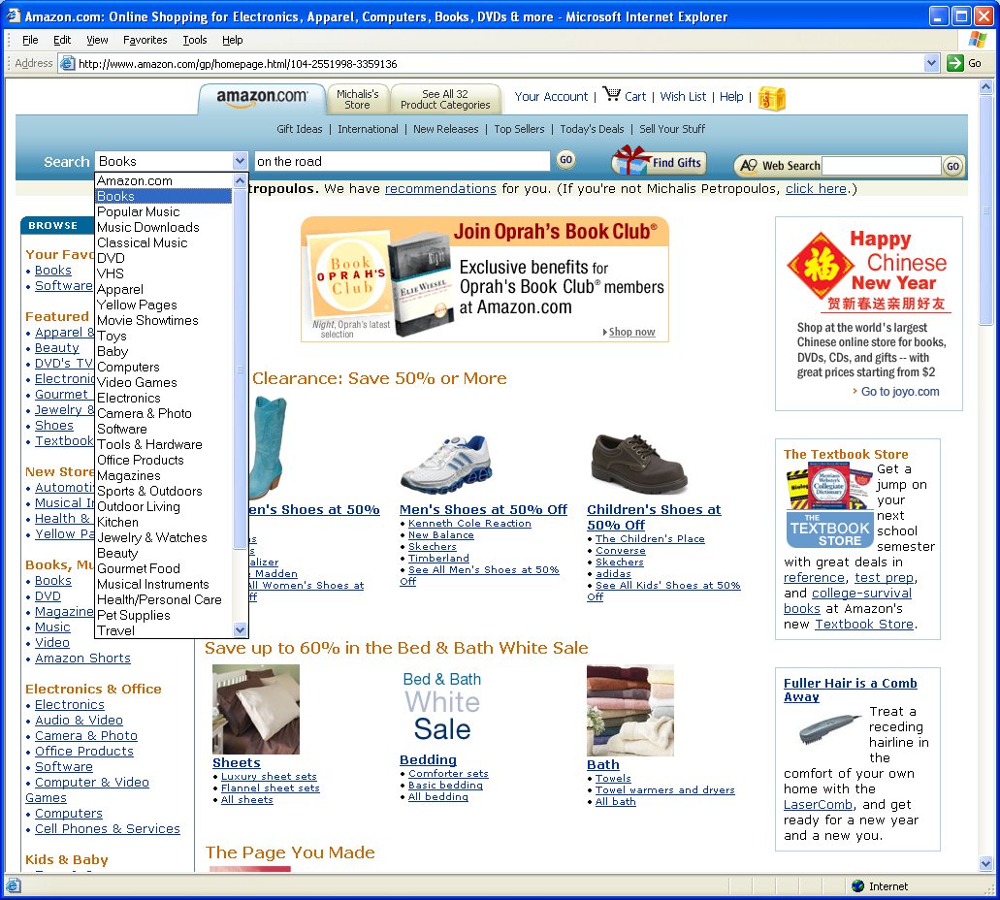 Amazon.com: Online Shopping for Electronics, Apparel, Computers, Books, DVDs & more - Microsoft Internet Explorer
File Edit View Favorites Tools Help
Address http://www.amazon.com/gp/homepage.html/104-2551998-3359136 Go
amazon.com
Michalis's
Store
See All 32
Product Categories
Your Account | Cart | Wish List | Help |
Gift Ideas | International | New Releases | Top Sellers | Today's Deals | Sell Your Stuff
Search Books on the road GO Find Gifts A9 Web Search GO
Amazon.com
Books
Popular Music
Music Downloads
Classical Music
DVD
VHS
Apparel
Yellow Pages
Movie Showtimes
Toys
Baby
Computers
Video Games
Electronics
Camera & Photo
Software
Tools & Hardware
Office Products
Magazines
Sports & Outdoors
Outdoor Living
Kitchen
Jewelry & Watches
Beauty
Gourmet Food
Musical Instruments
Health/Personal Care
Pet Supplies
Travel
tropoulos. We have recommendations for you. (If you're not Michalis Petropoulos, click here.)
BROWSE
Your Favo
• Books
• Software
Featured
• Apparel &
• Beauty
• DVD's TV
• Electronic
• Gourmet
• Jewelry &
• Shoes
• Textbook
New Store
• Automoti
• Musical In
• Health &
• Yellow Pa
Books, Mu
• Books
• DVD
• Magazine
• Music
• Video
• Amazon Shorts
Electronics & Office
• Electronics
• Audio & Video
• Camera & Photo
• Office Products
• Software
• Computer & Video
Games
• Computers
• Cell Phones & Services
Kids & Baby
Book
OPRAH'S
Club
ELIE WIESEL
Night, Oprah's latest
selection
Join Oprah's Book Club®
Exclusive benefits for
Oprah's Book Club® members
at Amazon.com
Shop now
Clearance: Save 50% or More
en's Shoes at 50%
s
s
alizer
Madden
All Women's Shoes at
ff
Men's Shoes at 50% Off
• Kenneth Cole Reaction
• New Balance
• Skechers
• Timberland
• See All Men's Shoes at 50%
Off
Children's Shoes at
50% Off
• The Children's Place
• Converse
• Skechers
• adidas
• See All Kids' Shoes at 50%
Off
Save up to 60% in the Bed & Bath White Sale
Sheets
• Luxury sheet sets
• Flannel sheet sets
• All sheets
Bed & Bath
White
Sale
Bedding
• Comforter sets
• Basic bedding
• All bedding
Bath
• Towels
• Towel warmers and dryers
• All bath
The Page You Made
福
Happy
Chinese
New Year
贺新春送亲朋好友
Shop at the world's largest
Chinese online store for books,
DVDs, CDs, and gifts -- with
great prices starting from $2
Go to joyo.com
The Textbook Store
THE
TEXTBOOK
STORE
Get a
jump on
your
next
school
semester
with great deals in
reference, test prep,
and college-survival
books at Amazon's
new Textbook Store.
Fuller Hair is a Comb
Away
Treat a
receding
hairline in
the
comfort of your own
home with the
LaserComb, and get
ready for a new year
and a new you.
Internet